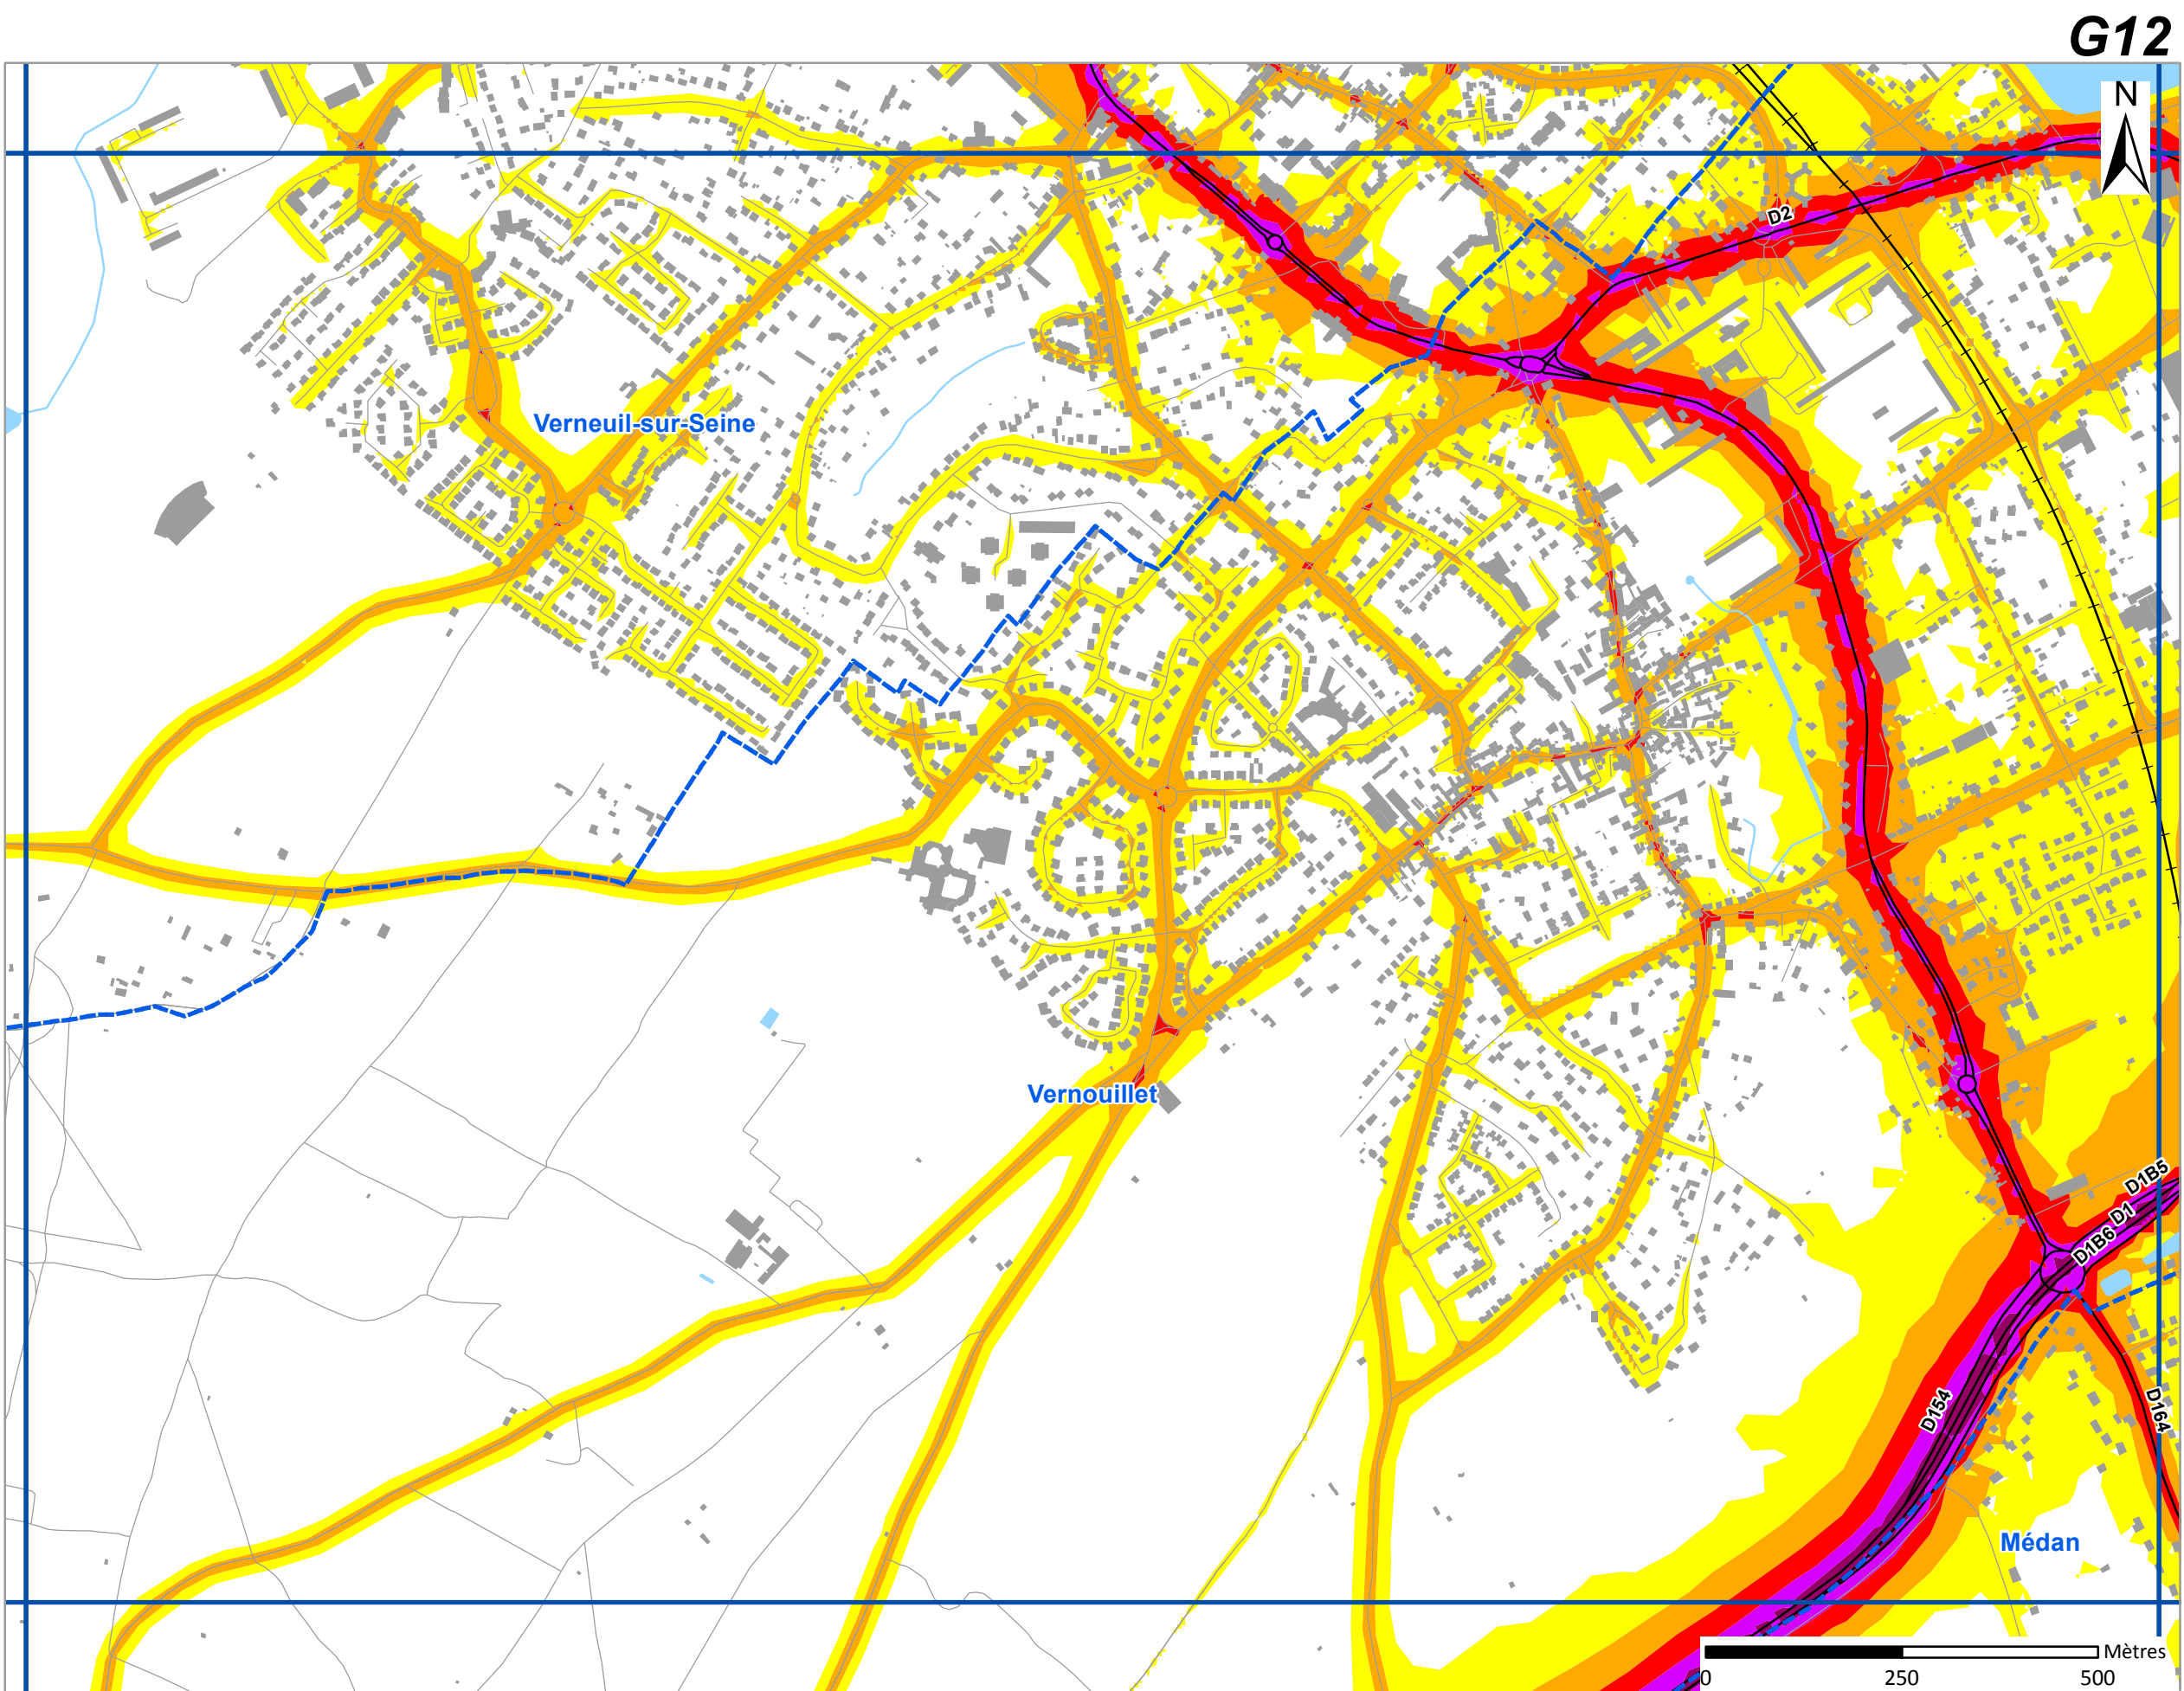 G12
N
D2
Verneuil-sur-Seine
Vernouillet
D1B5
D1
D1B6
D154
D164
Médan
Mètres
0 250 500